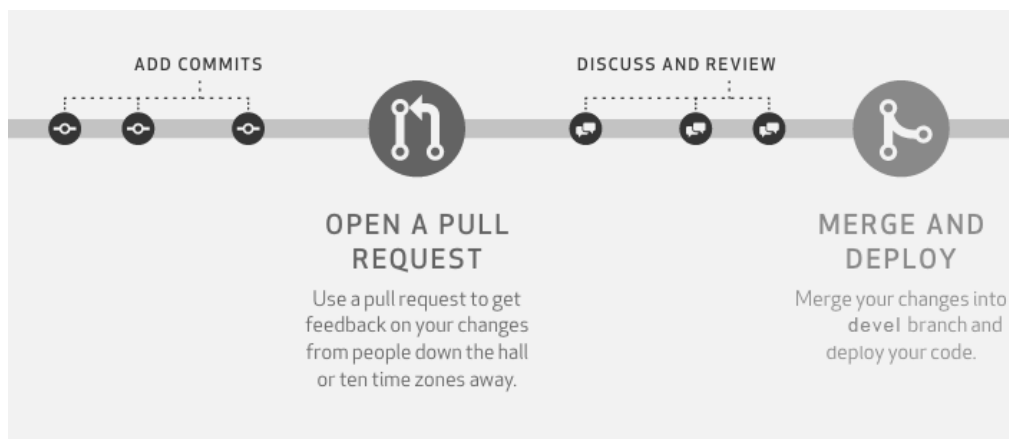 ADD COMMITS
DISCUSS AND REVIEW
OPEN A PULL
REQUEST
Use a pull request to get
feedback on your changes
from people down the hall
or ten time zones away.
MERGE AND
DEPLOY
Merge your changes into
devel branch and
deploy your code.